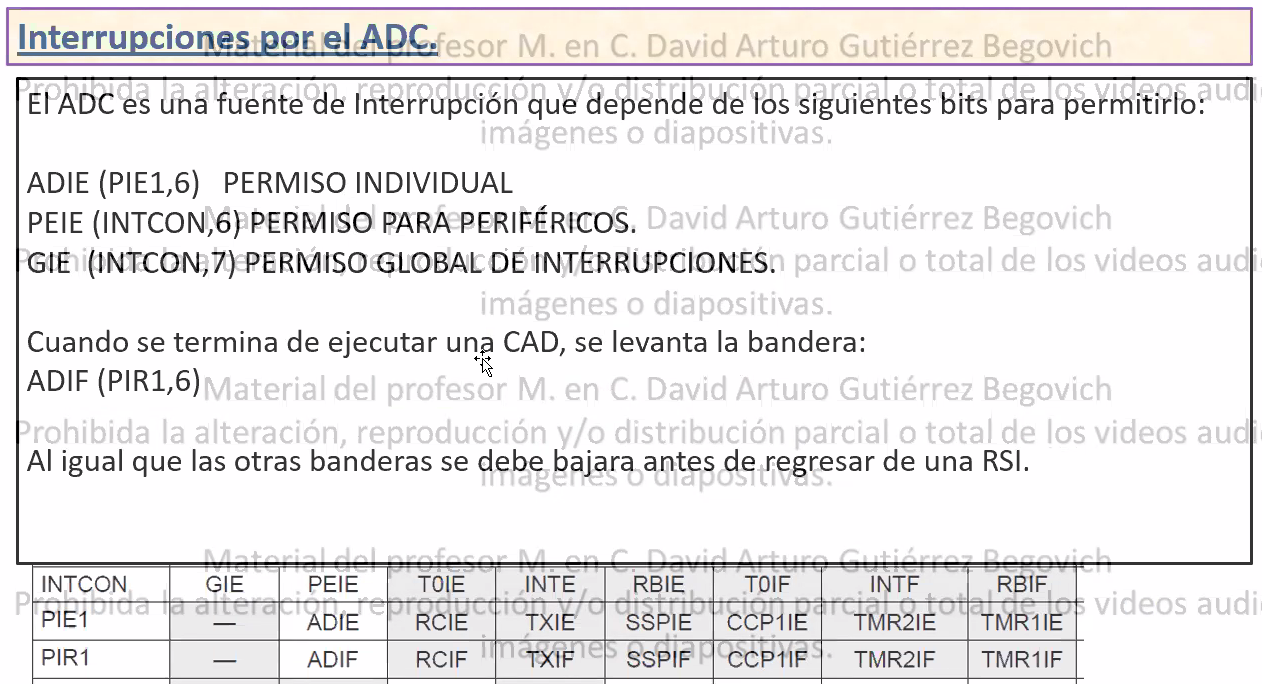 Interrupciones por el ADC.
Material del profesor M. en C. David Arturo Gutiérrez Begovich
Prohibida la alteración, reproducción y/o distribución parcial o total de los videos audi
El ADC es una fuente de Interrupción que depende de los siguientes bits para permitirlo:
imágenes o diapositivas.
ADIE (PIE1,6) PERMISO INDIVIDUAL
PEIE (INTCON,6) PERMISO PARA PERIFÉRICOS.
Material del profesor M. en C. David Arturo Gutiérrez Begovich
GIE (INTCON,7) PERMISO GLOBAL DE INTERRUPCIONES.
Prohibida la alteración, reproducción y/o distribución parcial o total de los videos audi
imágenes o diapositivas.
Cuando se termina de ejecutar una CAD, se levanta la bandera:
ADIF (PIR1,6)
Material del profesor M. en C. David Arturo Gutiérrez Begovich
Prohibida la alteración, reproducción y/o distribución parcial o total de los videos audi
Al igual que las otras banderas se debe bajara antes de regresar de una RSI.
imágenes o diapositivas.
Material del profesor M. en C. David Arturo Gutiérrez Begovich
INTCON GIE PEIE T0IE INTE RBIE T0IF INTF RBIF
Prohibida la alteración, reproducción y/o distribución parcial o total de los videos audi
PIE1 — ADIE RCIE TXIE SSPIE CCP1IE TMR2IE TMR1IE
imágenes o diapositivas.
PIR1 — ADIF RCIF TXIF SSPIF CCP1IF TMR2IF TMR1IF